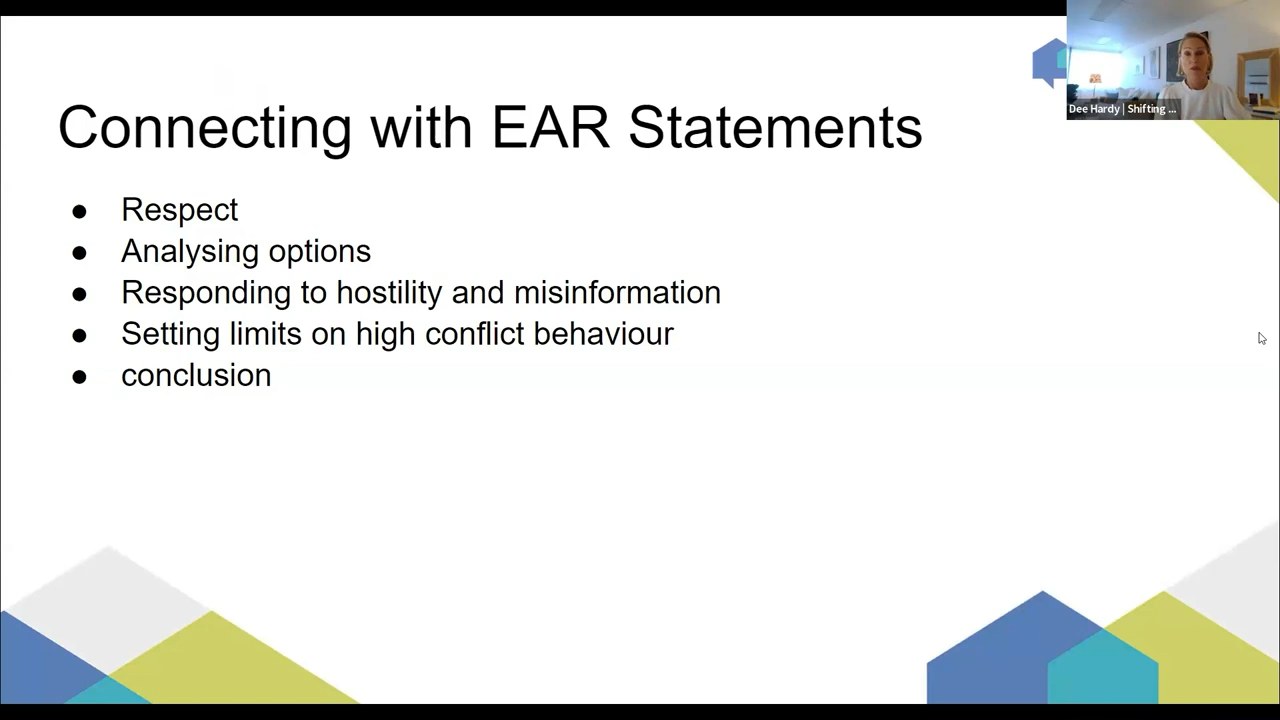 Connecting with EAR Statements
● Respect
● Analysing options
● Responding to hostility and misinformation
● Setting limits on high conflict behaviour
● conclusion
Dee Hardy | Shifting ...